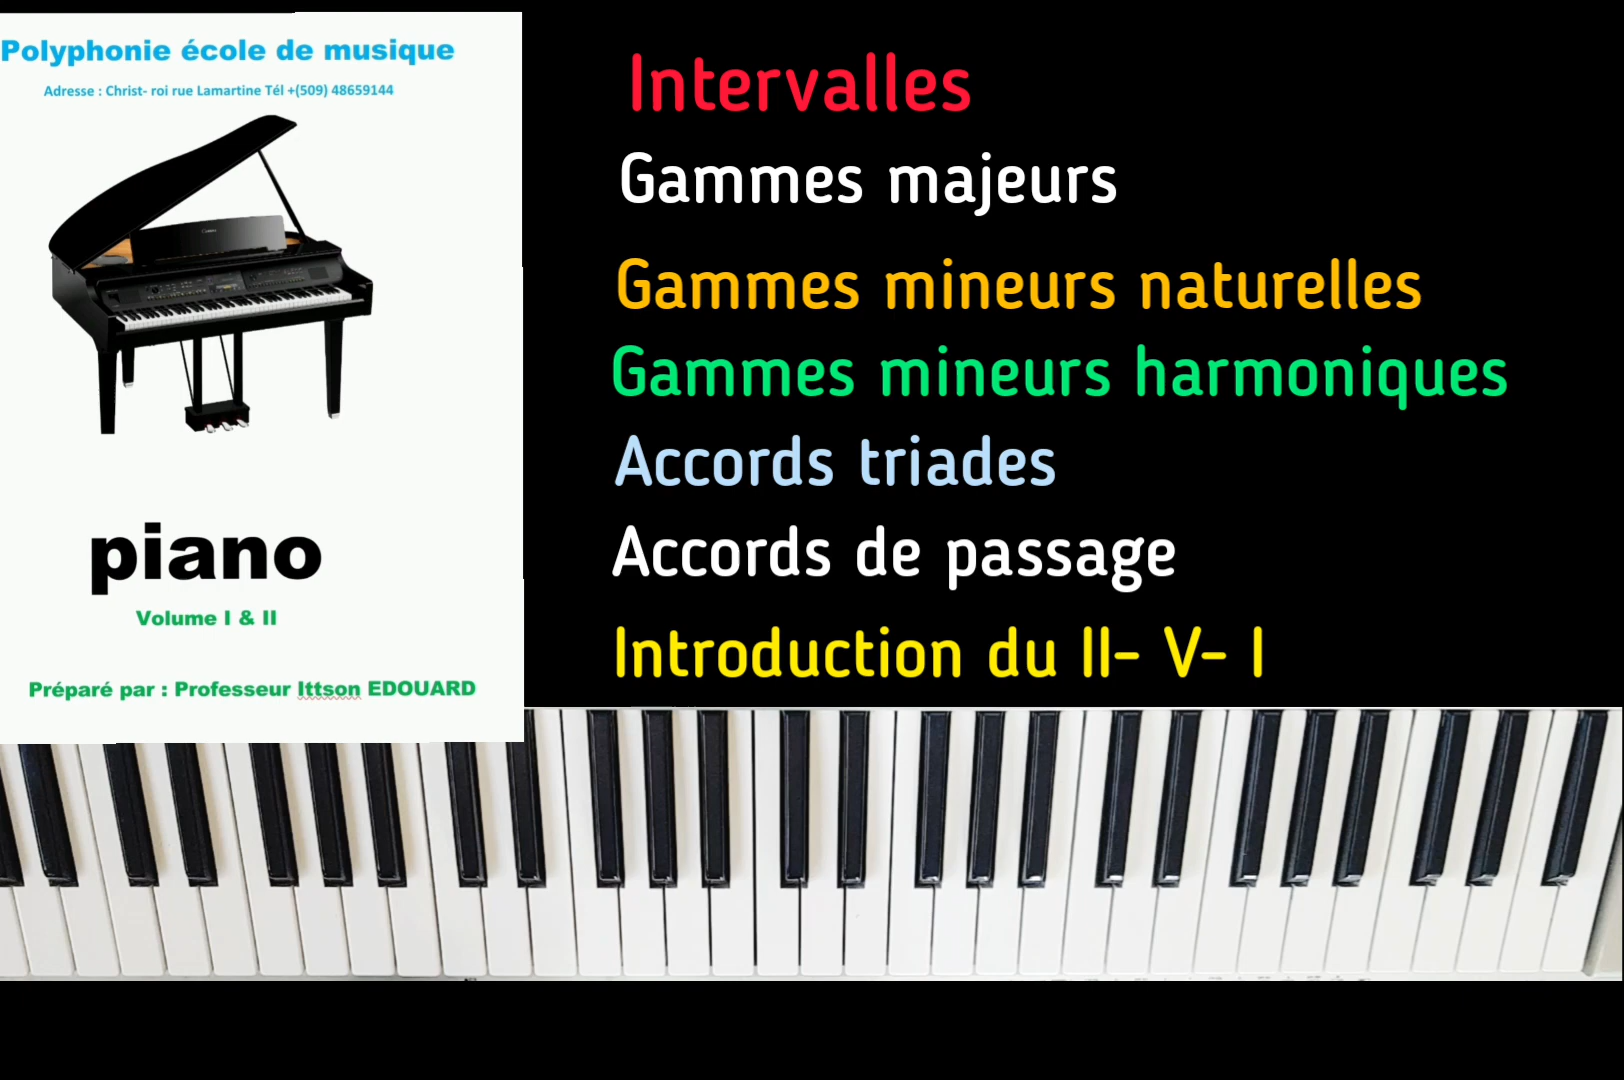 Polyphonie école de musique
Adresse : Christ- roi rue Lamartine Tél +(509) 48659144
piano
Volume I & II
Préparé par : Professeur Ittson EDOUARD
Intervalles
Gammes majeurs
Gammes mineurs naturelles
Gammes mineurs harmoniques
Accords triades
Accords de passage
Introduction du II- V- I